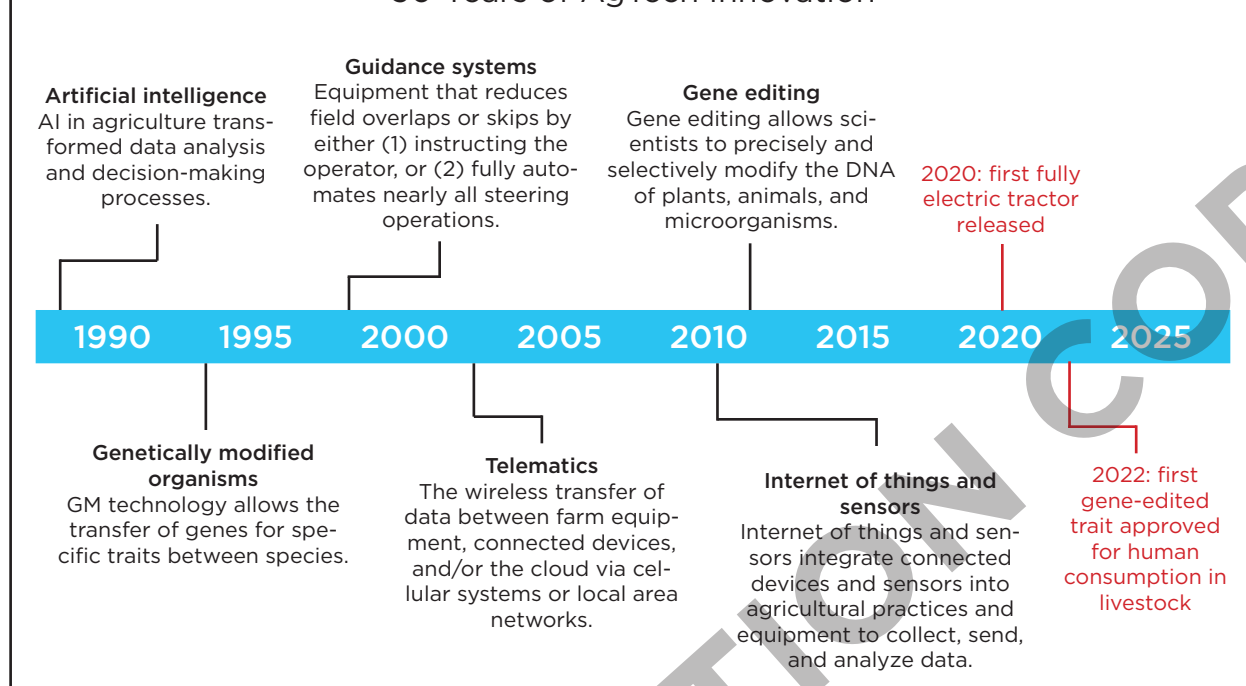 Years of AgTech Innovation
Artificial intelligence
AI in agriculture trans-
formed data analysis
and decision-making
processes.
Guidance systems
Equipment that reduces
field overlaps or skips by
either (1) instructing the
operator, or (2) fully auto-
mates nearly all steering
operations.
Gene editing
Gene editing allows sci-
entists to precisely and
selectively modify the DNA
of plants, animals, and
microorganisms.
2020: first fully
electric tractor
released
1990 1995 2000 2005 2010 2015 2020 2025
Genetically modified
organisms
GM technology allows the
transfer of genes for spe-
cific traits between species.
Telematics
The wireless transfer of
data between farm equip-
ment, connected devices,
and/or the cloud via cel-
lular systems or local area
networks.
Internet of things and
sensors
Internet of things and sen-
sors integrate connected
devices and sensors into
agricultural practices and
equipment to collect, send,
and analyze data.
2022: first
gene-edited
trait approved
for human
consumption in
livestock